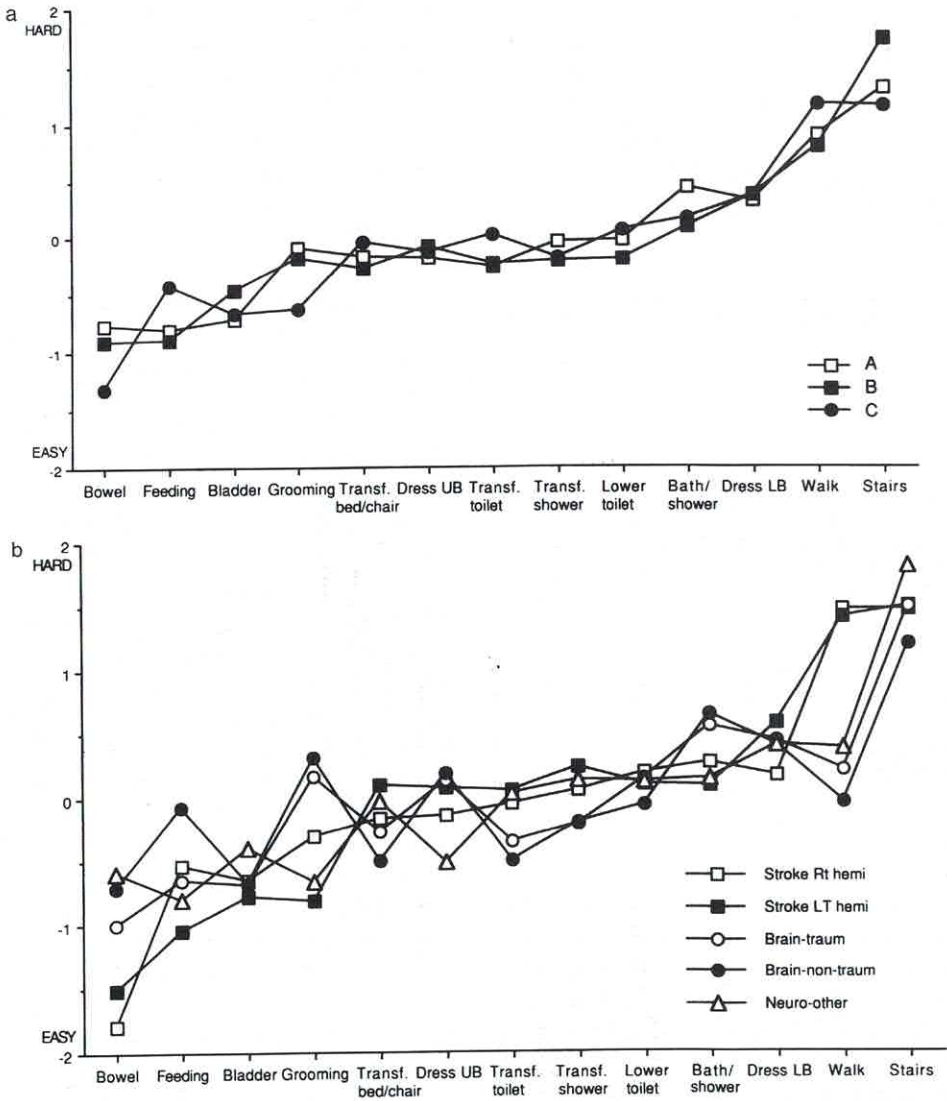 a
2
HARD
1
0
-1
EASY
-2
A
B
C
Bowel Feeding Bladder Grooming Transf. Dress UB Transf. Transf. Lower Bath/ Dress LB Walk Stairs
bed/chair toilet shower toilet shower
b
2
HARD
1
0
-1
EASY
-2
Stroke Rt hemi
Stroke LT hemi
Brain-traum
Brain-non-traum
Neuro-other
Bowel Feeding Bladder Grooming Transf. Dress UB Transf. Transf. Lower Bath/ Dress LB Walk Stairs
bed/chair toilet shower toilet shower